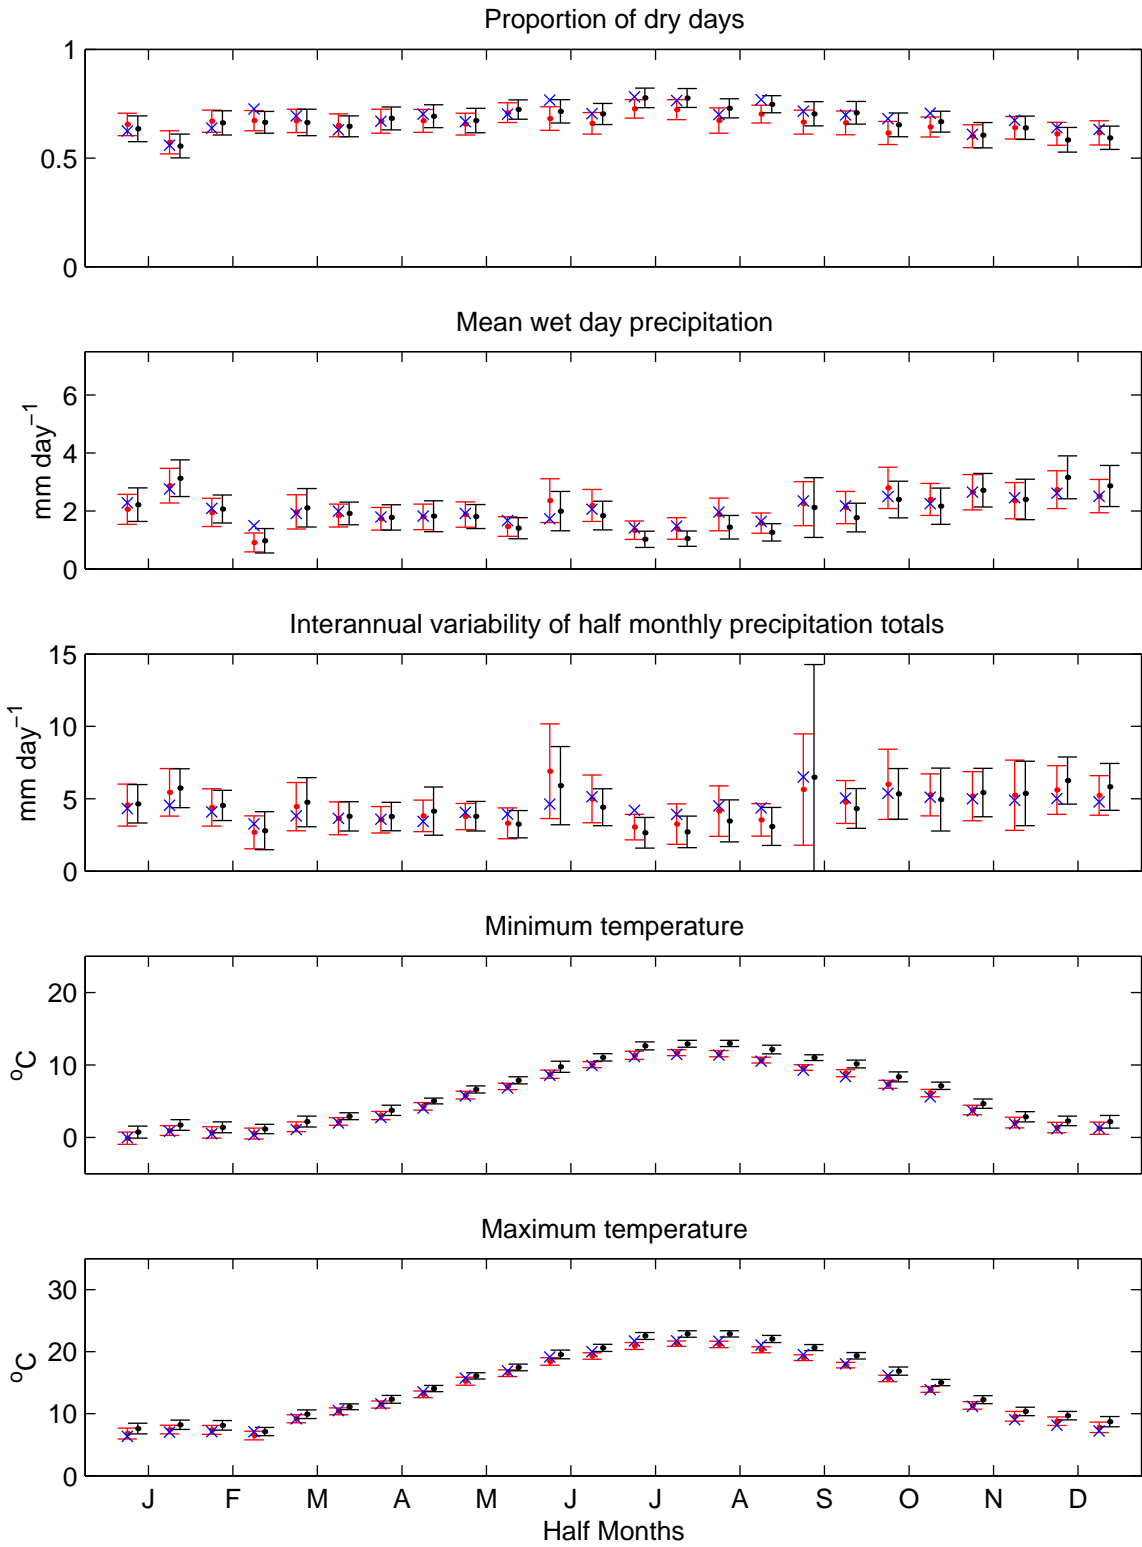 Proportion of dry days
1
0.5
0
Mean wet day precipitation
6
4
2
0
mm day⁻¹
Interannual variability of half monthly precipitation totals
15
10
5
0
mm day⁻¹
Minimum temperature
20
10
0
ºC
Maximum temperature
30
20
10
0
ºC
J F M A M J J A S O N D
Half Months